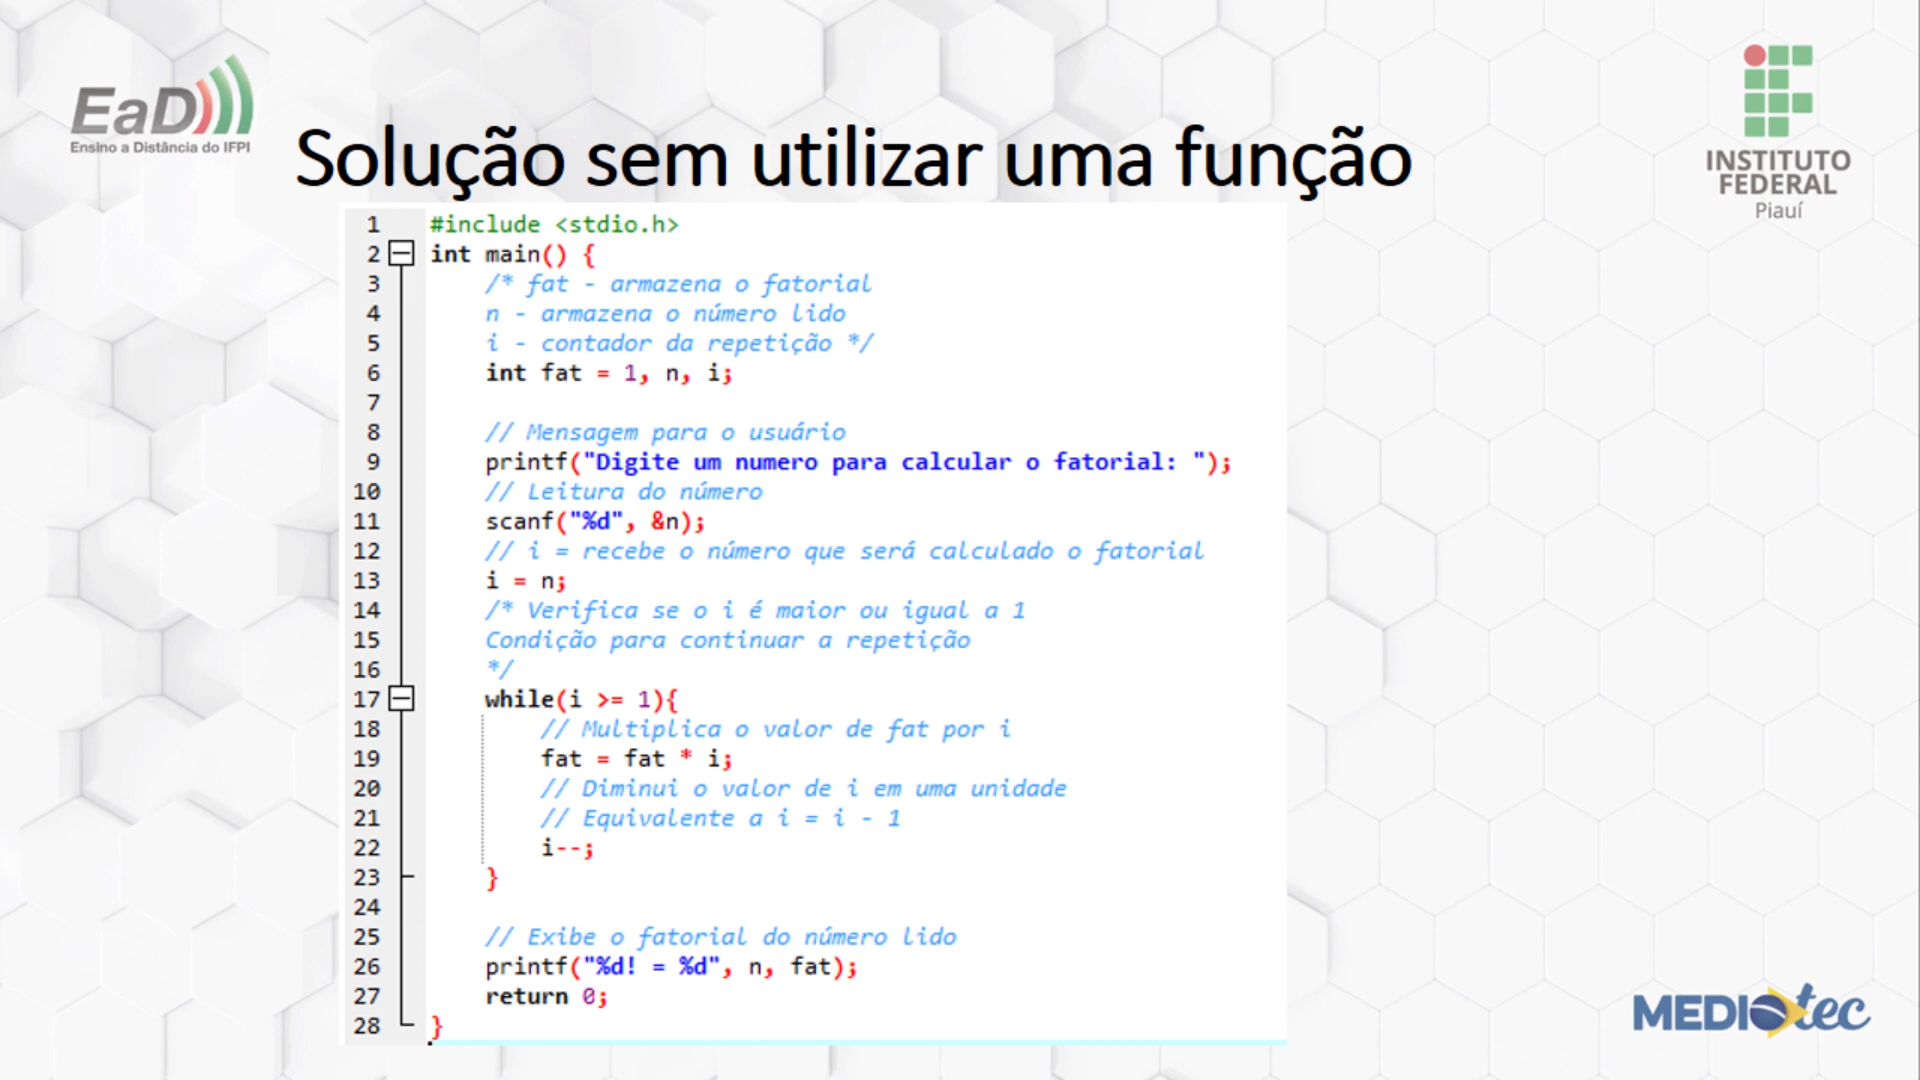 EaD
Ensino a Distância do IFPI
INSTITUTO
FEDERAL
Piauí
Solução sem utilizar uma função
1 #include <stdio.h>
2 int main() {
3 /* fat - armazena o fatorial
4 n - armazena o número lido
5 i - contador da repetição */
6 int fat = 1, n, i;
7
8 // Mensagem para o usuário
9 printf("Digite um numero para calcular o fatorial: ");
10 // Leitura do número
11 scanf("%d", &n);
12 // i = recebe o número que será calculado o fatorial
13 i = n;
14 /* Verifica se o i é maior ou igual a 1
15 Condição para continuar a repetição
16 */
17 while(i >= 1){
18 // Multiplica o valor de fat por i
19 fat = fat * i;
20 // Diminui o valor de i em uma unidade
21 // Equivalente a i = i - 1
22 i--;
23 }
24
25 // Exibe o fatorial do número lido
26 printf("%d! = %d", n, fat);
27 return 0;
28 }
MEDIOtec